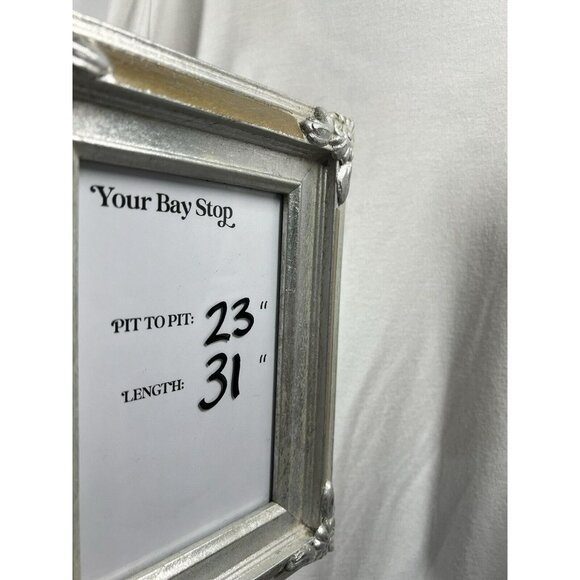 Your Bay Stop
PIT TO PIT: 23"
LENGTH: 31"